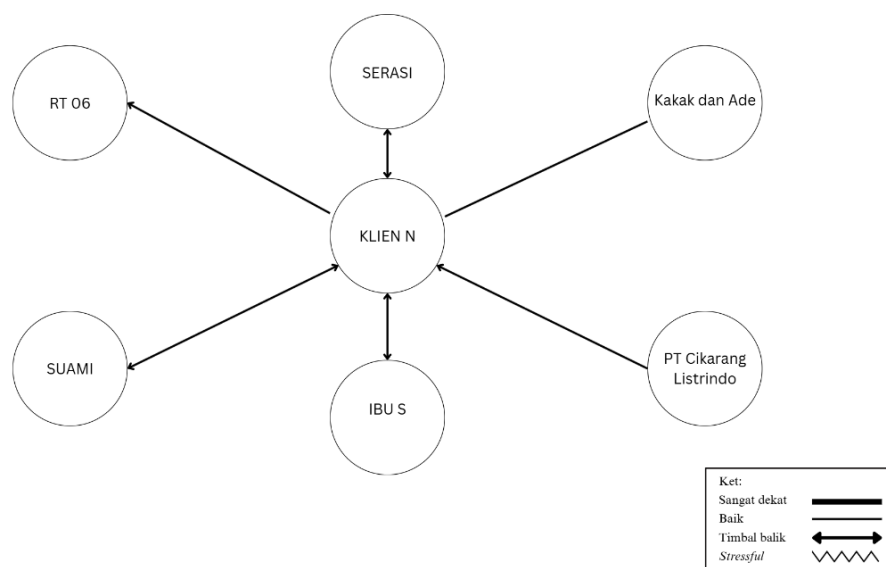 SERASI
RT 06
Kakak dan Ade
KLIEN N
SUAMI
IBU S
PT Cikarang
Listrindo
Ket:
Sangat dekat
Baik
Timbal balik
Stressful